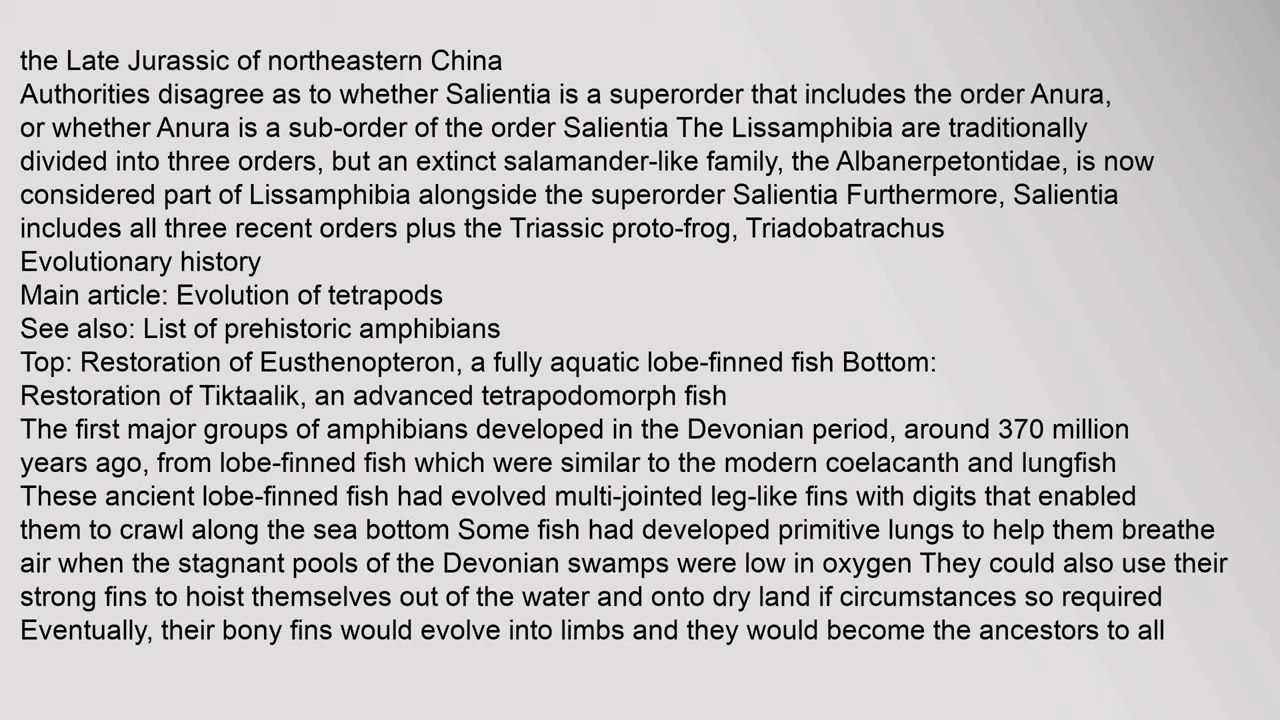 the Late Jurassic of northeastern China
Authorities disagree as to whether Salientia is a superorder that includes the order Anura,
or whether Anura is a sub-order of the order Salientia The Lissamphibia are traditionally
divided into three orders, but an extinct salamander-like family, the Albanerpetontidae, is now
considered part of Lissamphibia alongside the superorder Salientia Furthermore, Salientia
includes all three recent orders plus the Triassic proto-frog, Triadobatrachus
Evolutionary history
Main article: Evolution of tetrapods
See also: List of prehistoric amphibians
Top: Restoration of Eusthenopteron, a fully aquatic lobe-finned fish Bottom:
Restoration of Tiktaalik, an advanced tetrapodomorph fish
The first major groups of amphibians developed in the Devonian period, around 370 million
years ago, from lobe-finned fish which were similar to the modern coelacanth and lungfish
These ancient lobe-finned fish had evolved multi-jointed leg-like fins with digits that enabled
them to crawl along the sea bottom Some fish had developed primitive lungs to help them breathe
air when the stagnant pools of the Devonian swamps were low in oxygen They could also use their
strong fins to hoist themselves out of the water and onto dry land if circumstances so required
Eventually, their bony fins would evolve into limbs and they would become the ancestors to all